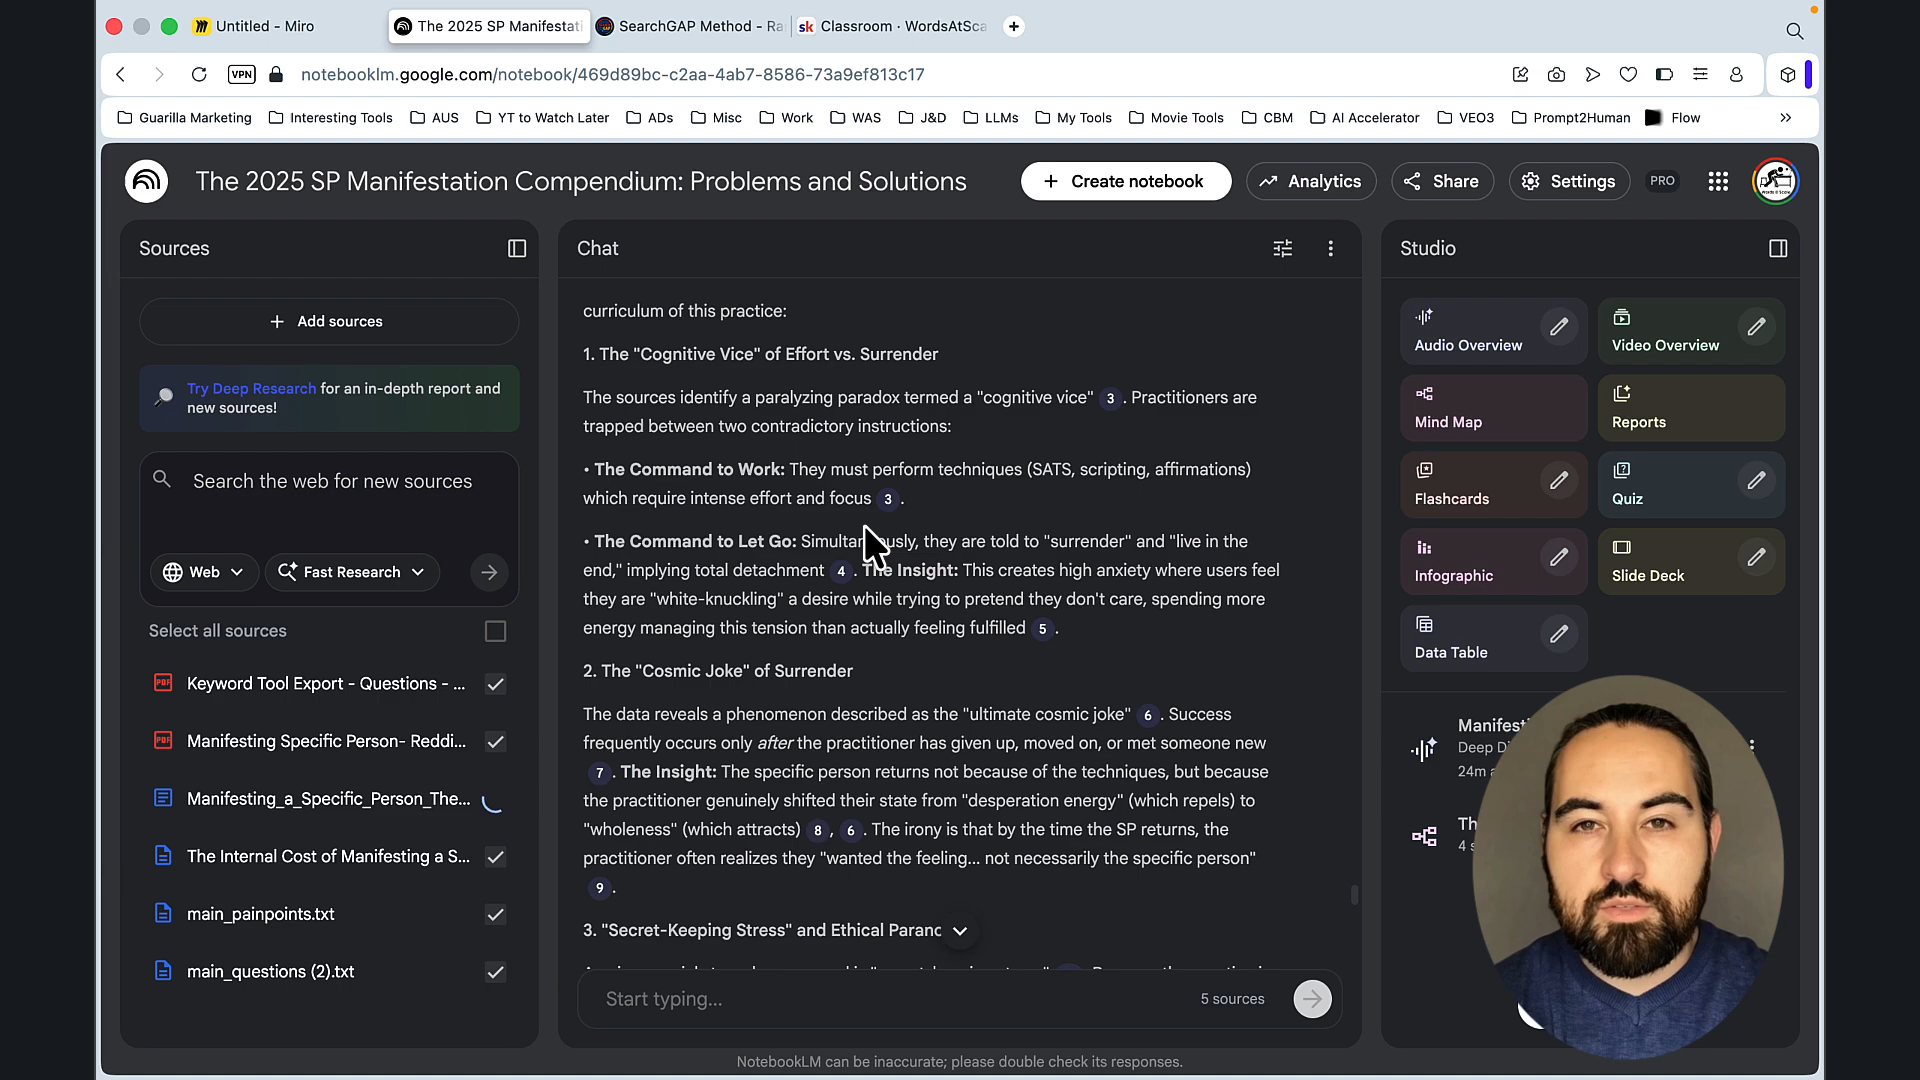 Untitled - Miro
The 2025 SP Manifestati
SearchGAP Method - Ra
sk Classroom · WordsAtSca
VPN
notebooklm.google.com/notebook/469d89bc-c2aa-4ab7-8586-73a9ef813c17
Guarilla Marketing
Interesting Tools
AUS
YT to Watch Later
ADs
Misc
Work
WAS
J&D
LLMs
My Tools
Movie Tools
CBM
AI Accelerator
VEO3
Prompt2Human
Flow
The 2025 SP Manifestation Compendium: Problems and Solutions
Create notebook
Analytics
Share
Settings
PRO
Sources
Add sources
Try Deep Research for an in-depth report and
new sources!
Search the web for new sources
Web
Fast Research
Select all sources
PDF Keyword Tool Export - Questions - ...
PDF Manifesting Specific Person- Reddi...
Manifesting_a_Specific_Person_The...
The Internal Cost of Manifesting a S...
main_painpoints.txt
main_questions (2).txt
Chat
curriculum of this practice:
1. The "Cognitive Vice" of Effort vs. Surrender
The sources identify a paralyzing paradox termed a "cognitive vice" 3 . Practitioners are
trapped between two contradictory instructions:
• The Command to Work: They must perform techniques (SATS, scripting, affirmations)
which require intense effort and focus 3 .
• The Command to Let Go: Simultaneously, they are told to "surrender" and "live in the
end," implying total detachment 4 . The Insight: This creates high anxiety where users feel
they are "white-knuckling" a desire while trying to pretend they don't care, spending more
energy managing this tension than actually feeling fulfilled 5 .
2. The "Cosmic Joke" of Surrender
The data reveals a phenomenon described as the "ultimate cosmic joke" 6 . Success
frequently occurs only after the practitioner has given up, moved on, or met someone new
7 . The Insight: The specific person returns not because of the techniques, but because
the practitioner genuinely shifted their state from "desperation energy" (which repels) to
"wholeness" (which attracts) 8 , 6 . The irony is that by the time the SP returns, the
practitioner often realizes they "wanted the feeling... not necessarily the specific person"
9 .
3. "Secret-Keeping Stress" and Ethical Paranc
Start typing...
5 sources
NotebookLM can be inaccurate; please double check its responses.
Studio
Audio Overview
Video Overview
Mind Map
Reports
Flashcards
Quiz
Infographic
Slide Deck
Data Table
Manifest
Deep Di
24m a
Th
4 s